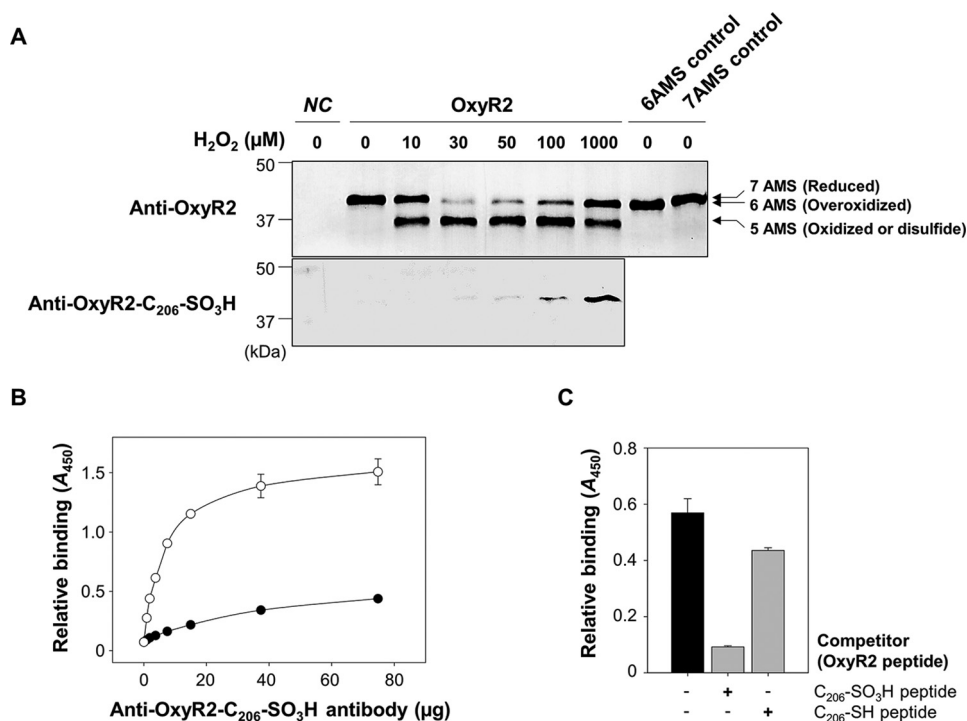 A
NC
OxyR2
6AMS control
7AMS control
H₂O₂ (µM)
0 0 10 30 50 100 1000 0 0
50
Anti-OxyR2
37
7 AMS (Reduced)
6 AMS (Overoxidized)
5 AMS (Oxidized or disulfide)
50
Anti-OxyR2-C₂₀₆-SO₃H
37
(kDa)
B
Relative binding (A₄₅₀)
1.5
1.0
0.5
0
0 20 40 60 80
Anti-OxyR2-C₂₀₆-SO₃H antibody (µg)
C
Relative binding (A₄₅₀)
0.8
0.6
0.4
0.2
0
Competitor
(OxyR2 peptide)
- + - C₂₀₆-SO₃H peptide
- - + C₂₀₆-SH peptide